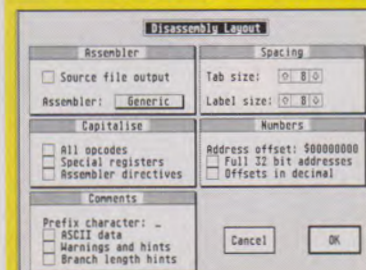 Disassembly Layout
Assembler
Source file output
Assembler: Generic
Spacing
Tab size: 8
Label size: 8
Capitalise
All opcodes
Special registers
Assembler directives
Numbers
Address offset: $00000000
Full 32 bit addresses
Offsets in decimal
Comments
Prefix character: _
ASCII data
Warnings and hints
Branch length hints
Cancel
OK